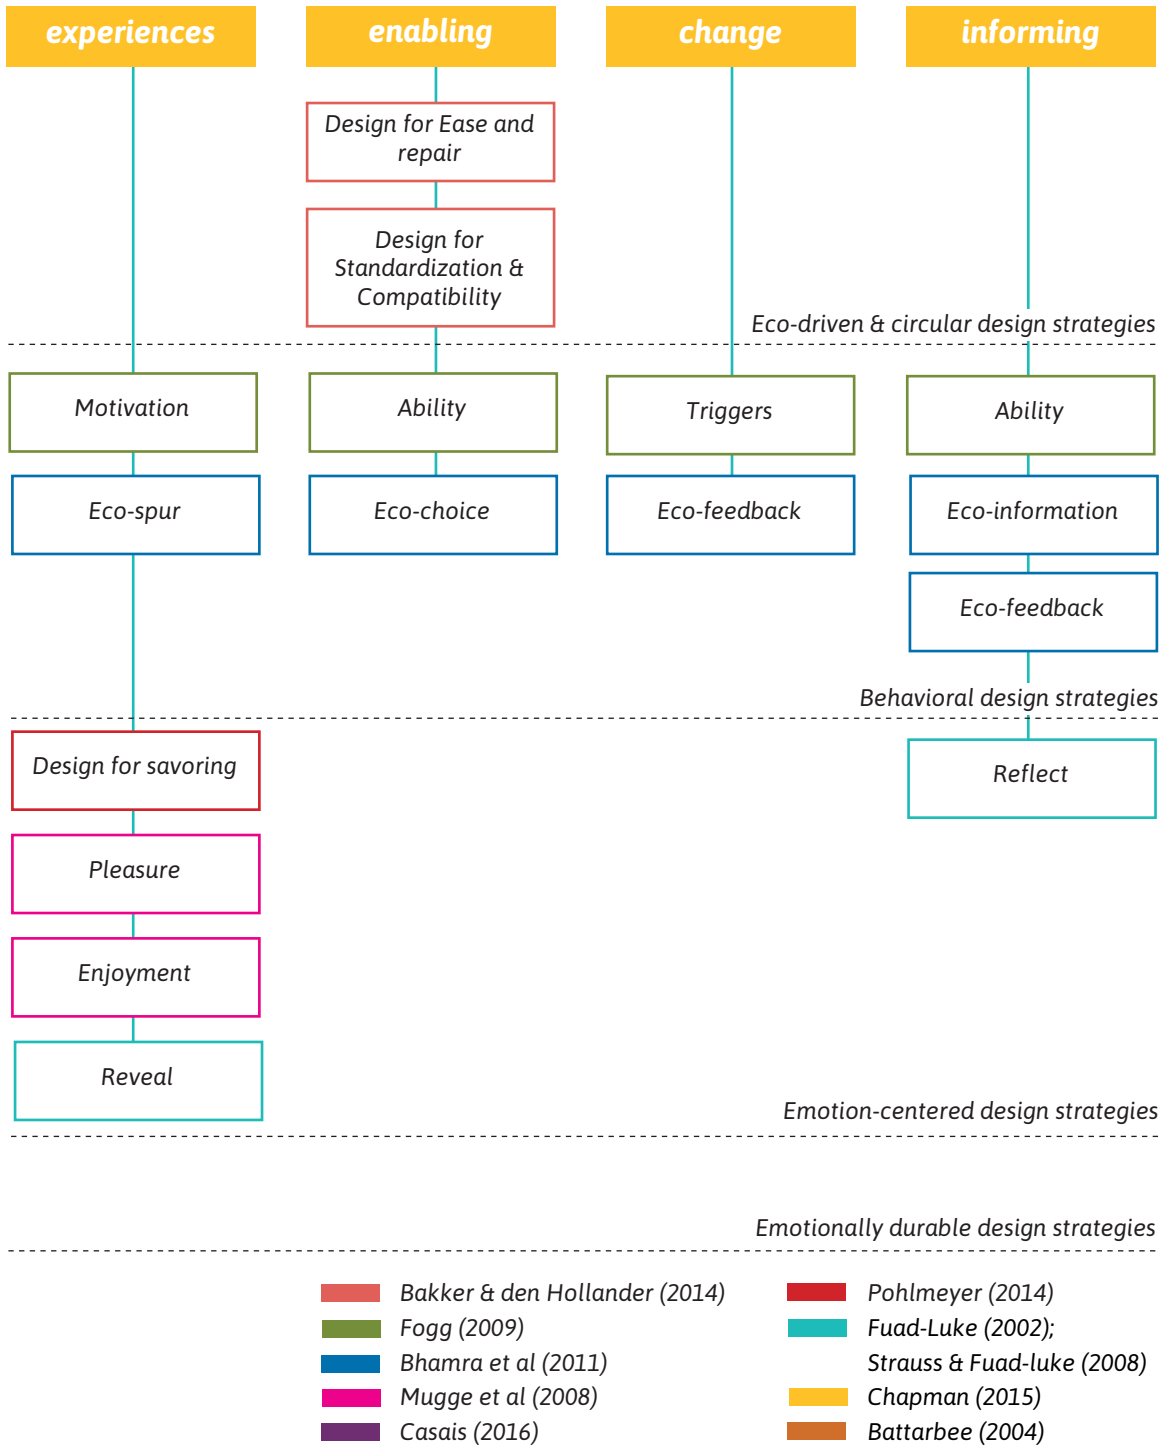 experiences
enabling
change
informing
Design for Ease and
repair
Design for
Standardization &
Compatibility
Eco-driven & circular design strategies
Motivation
Ability
Triggers
Ability
Eco-spur
Eco-choice
Eco-feedback
Eco-information
Eco-feedback
Behavioral design strategies
Design for savoring
Reflect
Pleasure
Enjoyment
Reveal
Emotion-centered design strategies
Emotionally durable design strategies
Bakker & den Hollander (2014)
Fogg (2009)
Bhamra et al (2011)
Mugge et al (2008)
Casais (2016)
Pohlmeyer (2014)
Fuad-Luke (2002);
Strauss & Fuad-luke (2008)
Chapman (2015)
Battarbee (2004)